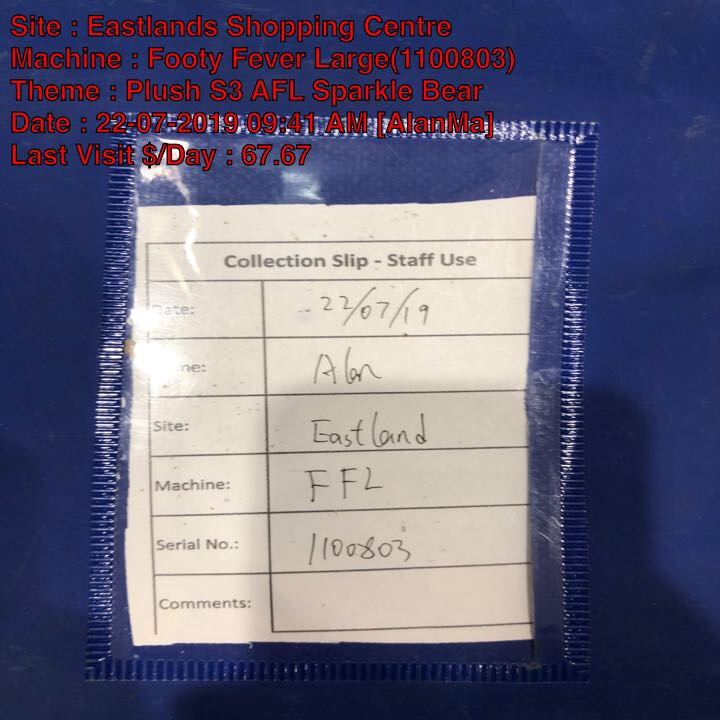 Site : Eastlands Shopping Centre
Machine : Footy Fever Large(1100803)
Theme : Plush S3 AFL Sparkle Bear
Date : 22-07-2019 09:41 AM [AlanMa]
Last Visit $/Day : 67.67
Collection Slip - Staff Use
Date: 22/07/19
Name: Alan
Site: Eastland
Machine: FFL
Serial No.: 1100803
Comments: